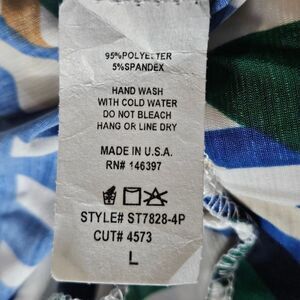 95%POLYETTER
5%SPANDEX
HAND WASH
WITH COLD WATER
DO NOT BLEACH
HANG OR LINE DRY
MADE IN U.S.A.
RN# 146397
STYLE# ST7828-4P
CUT# 4573
L